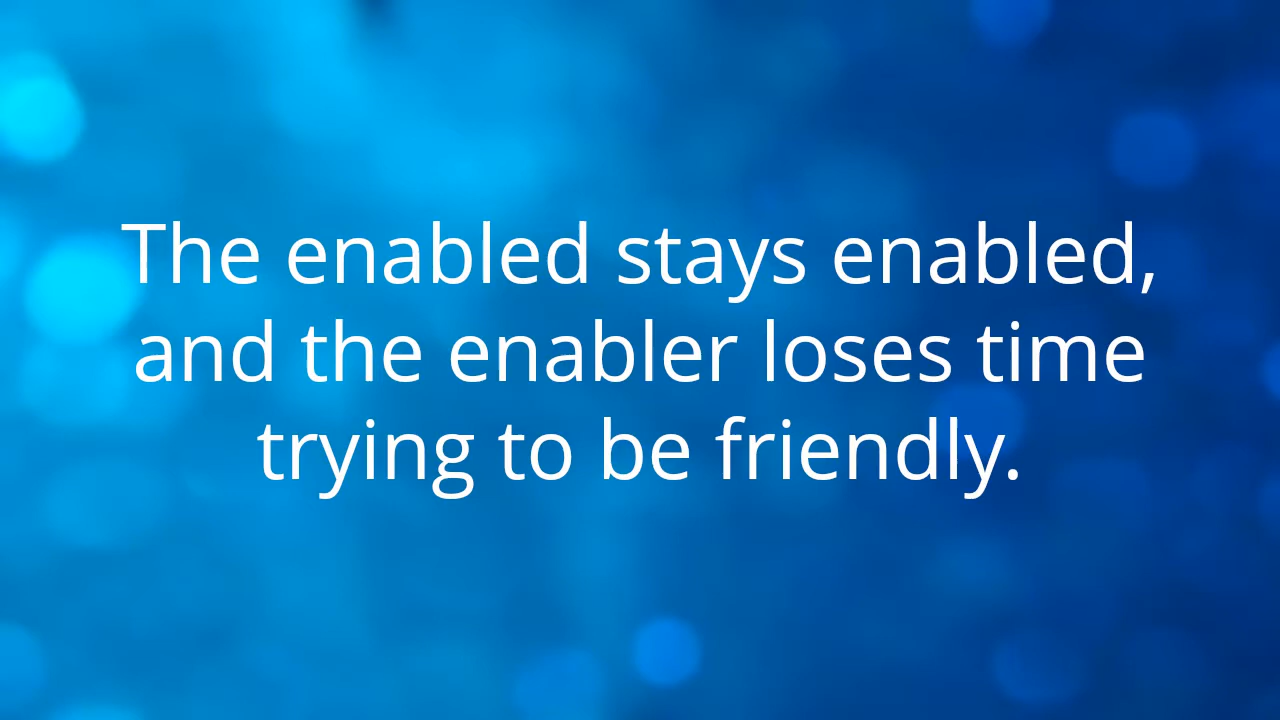 The enabled stays enabled,
and the enabler loses time
trying to be friendly.